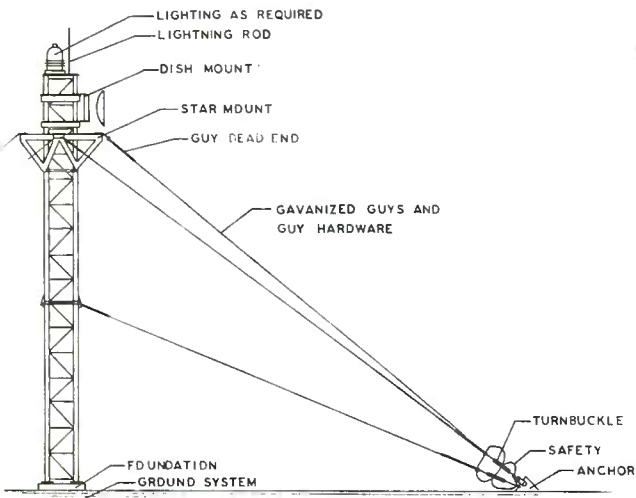 LIGHTING AS REQUIRED
LIGHTNING ROD
DISH MOUNT
STAR MOUNT
GUY DEAD END
GAVANIZED GUYS AND
GUY HARDWARE
TURNBUCKLE
SAFETY
ANCHOR
FOUNDATION
GROUND SYSTEM